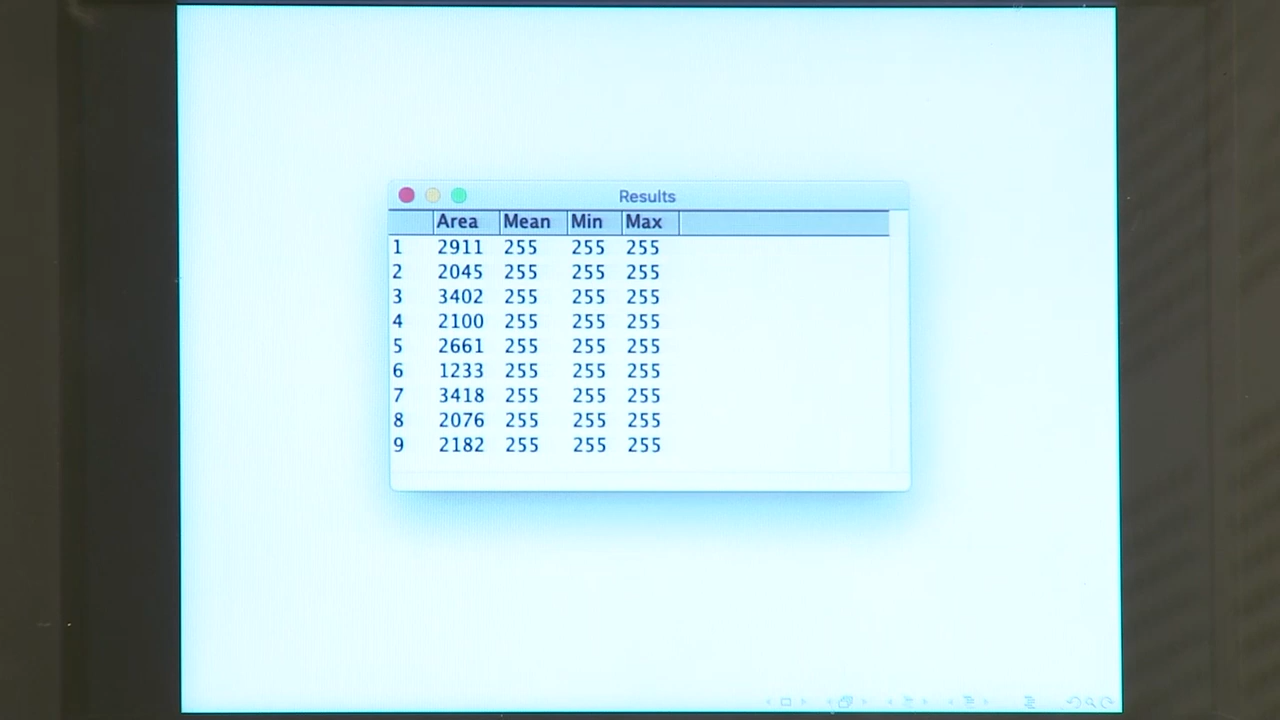 Results
Area Mean Min Max
1 2911 255 255 255
2 2045 255 255 255
3 3402 255 255 255
4 2100 255 255 255
5 2661 255 255 255
6 1233 255 255 255
7 3418 255 255 255
8 2076 255 255 255
9 2182 255 255 255